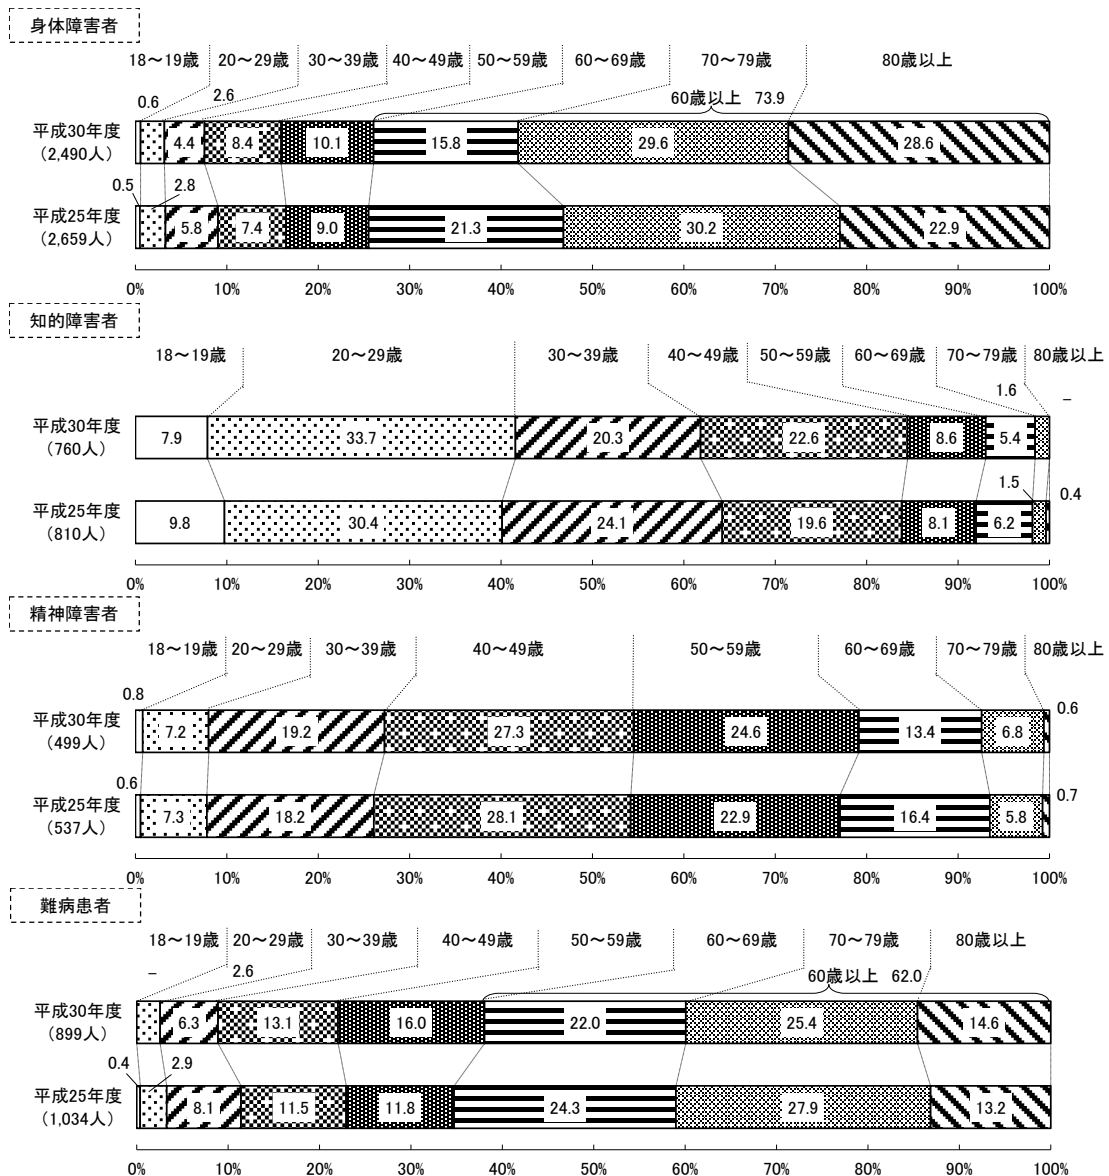 身体障害者
18～19歳 20～29歳 30～39歳 40～49歳 50～59歳 60～69歳 70～79歳 80歳以上
0.6 2.6 60歳以上 73.9
平成30年度
(2,490人)
4.4 8.4 10.1 15.8 29.6 28.6
0.5 2.8
平成25年度
(2,659人)
5.8 7.4 9.0 21.3 30.2 22.9
0% 10% 20% 30% 40% 50% 60% 70% 80% 90% 100%
知的障害者
18～19歳 20～29歳 30～39歳 40～49歳 50～59歳 60～69歳 70～79歳 80歳以上
1.6 －
平成30年度
(760人)
7.9 33.7 20.3 22.6 8.6 5.4
1.5 0.4
平成25年度
(810人)
9.8 30.4 24.1 19.6 8.1 6.2
0% 10% 20% 30% 40% 50% 60% 70% 80% 90% 100%
精神障害者
18～19歳 20～29歳 30～39歳 40～49歳 50～59歳 60～69歳 70～79歳 80歳以上
0.8 0.6
平成30年度
(499人)
7.2 19.2 27.3 24.6 13.4 6.8
0.6 0.7
平成25年度
(537人)
7.3 18.2 28.1 22.9 16.4 5.8
0% 10% 20% 30% 40% 50% 60% 70% 80% 90% 100%
難病患者
18～19歳 20～29歳 30～39歳 40～49歳 50～59歳 60～69歳 70～79歳 80歳以上
－ 2.6 60歳以上 62.0
平成30年度
(899人)
6.3 13.1 16.0 22.0 25.4 14.6
0.4 2.9
平成25年度
(1,034人)
8.1 11.5 11.8 24.3 27.9 13.2
0% 10% 20% 30% 40% 50% 60% 70% 80% 90% 100%